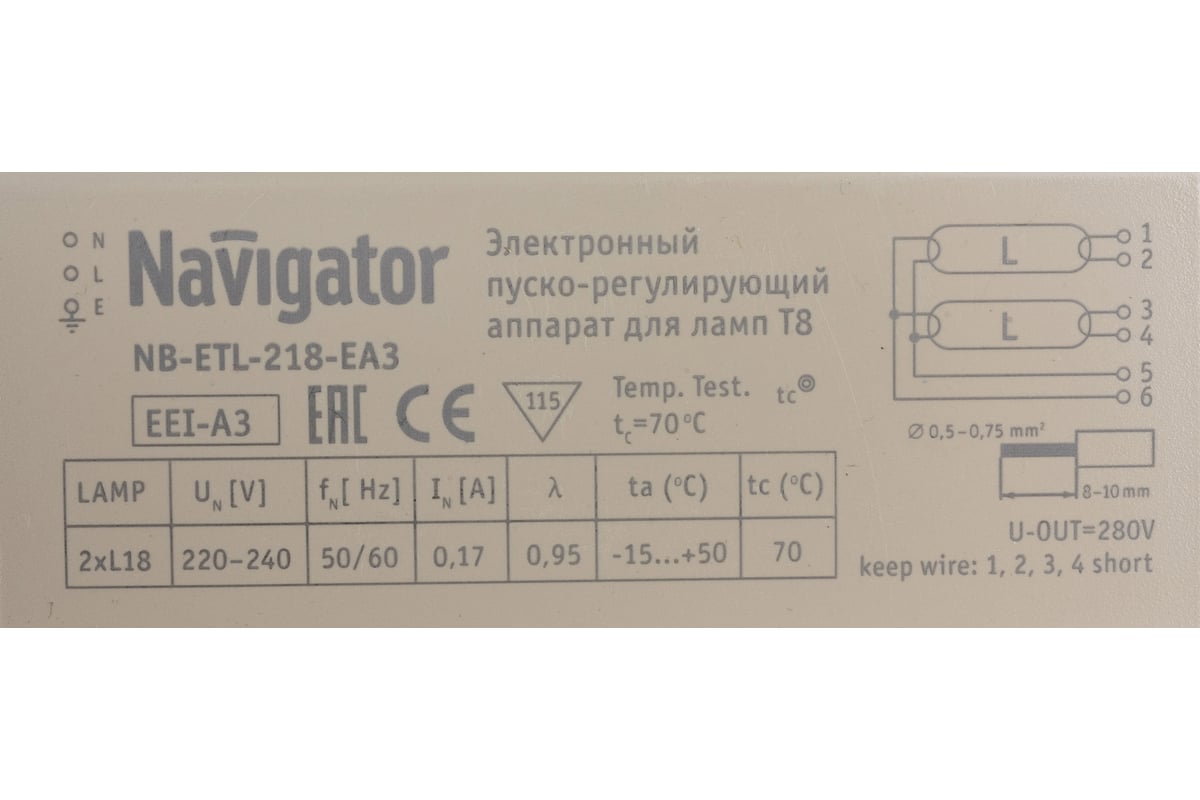 N
L
E
Navigator
NB-ETL-218-EA3
Электронный
пуско-регулирующий
аппарат для ламп T8
EEI-A3
EAC CE
115
Temp. Test. tc
tc=70°C
LAMP UN [V] fN[ Hz] IN [A] λ ta (°C) tc (°C)
2xL18 220-240 50/60 0,17 0,95 -15...+50 70
L 1
2
L 3
4
5
6
Ø 0,5-0,75 mm²
8-10 mm
U-OUT=280V
keep wire: 1, 2, 3, 4 short